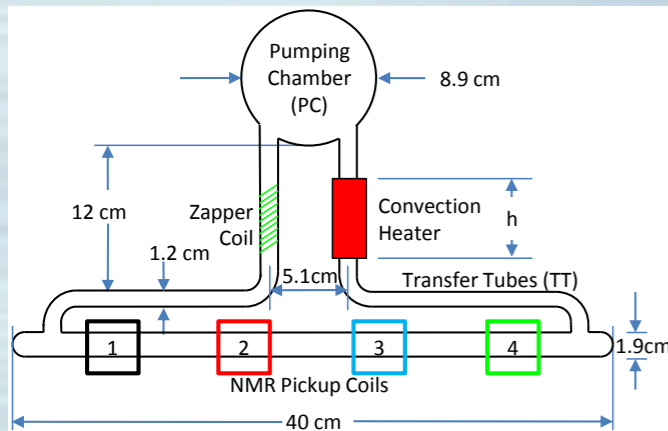 Pumping
Chamber
(PC)
8.9 cm
12 cm
Zapper
Coil
Convection
Heater
h
1.2 cm
5.1cm
Transfer Tubes (TT)
1
2
3
4
1.9cm
NMR Pickup Coils
40 cm